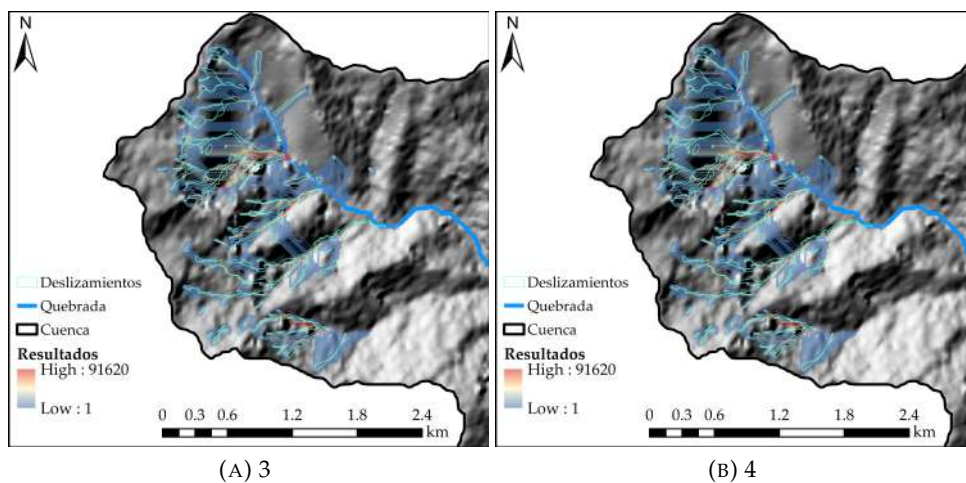 N
Deslizamientos
Quebrada
Cuenca
Resultados
High : 91620
Low : 1
0 0.3 0.6 1.2 1.8 2.4
km
(A) 3
N
Deslizamientos
Quebrada
Cuenca
Resultados
High : 91620
Low : 1
0 0.3 0.6 1.2 1.8 2.4
km
(B) 4